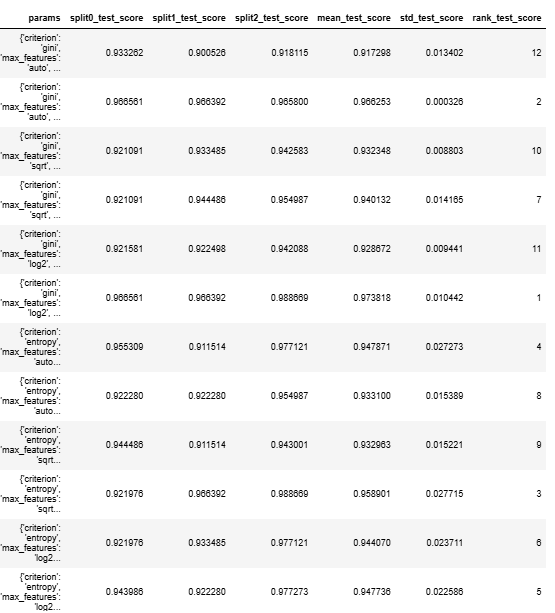 params split0_test_score split1_test_score split2_test_score mean_test_score std_test_score rank_test_score
{'criterion':
'gini',
'max_features':
'auto', ...
0.933262 0.900526 0.918115 0.917298 0.013402 12
{'criterion':
'gini',
'max_features':
'auto', ...
0.966561 0.966392 0.965800 0.966253 0.000326 2
{'criterion':
'gini',
'max_features':
'sqrt', ...
0.921091 0.933485 0.942583 0.932348 0.008803 10
{'criterion':
'gini',
'max_features':
'sqrt', ...
0.921091 0.944486 0.954987 0.940132 0.014165 7
{'criterion':
'gini',
'max_features':
'log2', ...
0.921581 0.922498 0.942088 0.928672 0.009441 11
{'criterion':
'gini',
'max_features':
'log2', ...
0.966561 0.966392 0.988669 0.973818 0.010442 1
{'criterion':
'entropy',
'max_features':
'auto...
0.955309 0.911514 0.977121 0.947871 0.027273 4
{'criterion':
'entropy',
'max_features':
'auto...
0.922280 0.922280 0.954987 0.933100 0.015389 8
{'criterion':
'entropy',
'max_features':
'sqrt...
0.944486 0.911514 0.943001 0.932963 0.015221 9
{'criterion':
'entropy',
'max_features':
'sqrt...
0.921976 0.966392 0.988669 0.958901 0.027715 3
{'criterion':
'entropy',
'max_features':
'log2...
0.921976 0.933485 0.977121 0.944070 0.023711 6
{'criterion':
'entropy',
'max_features':
'log2...
0.943986 0.922280 0.977273 0.947736 0.022586 5